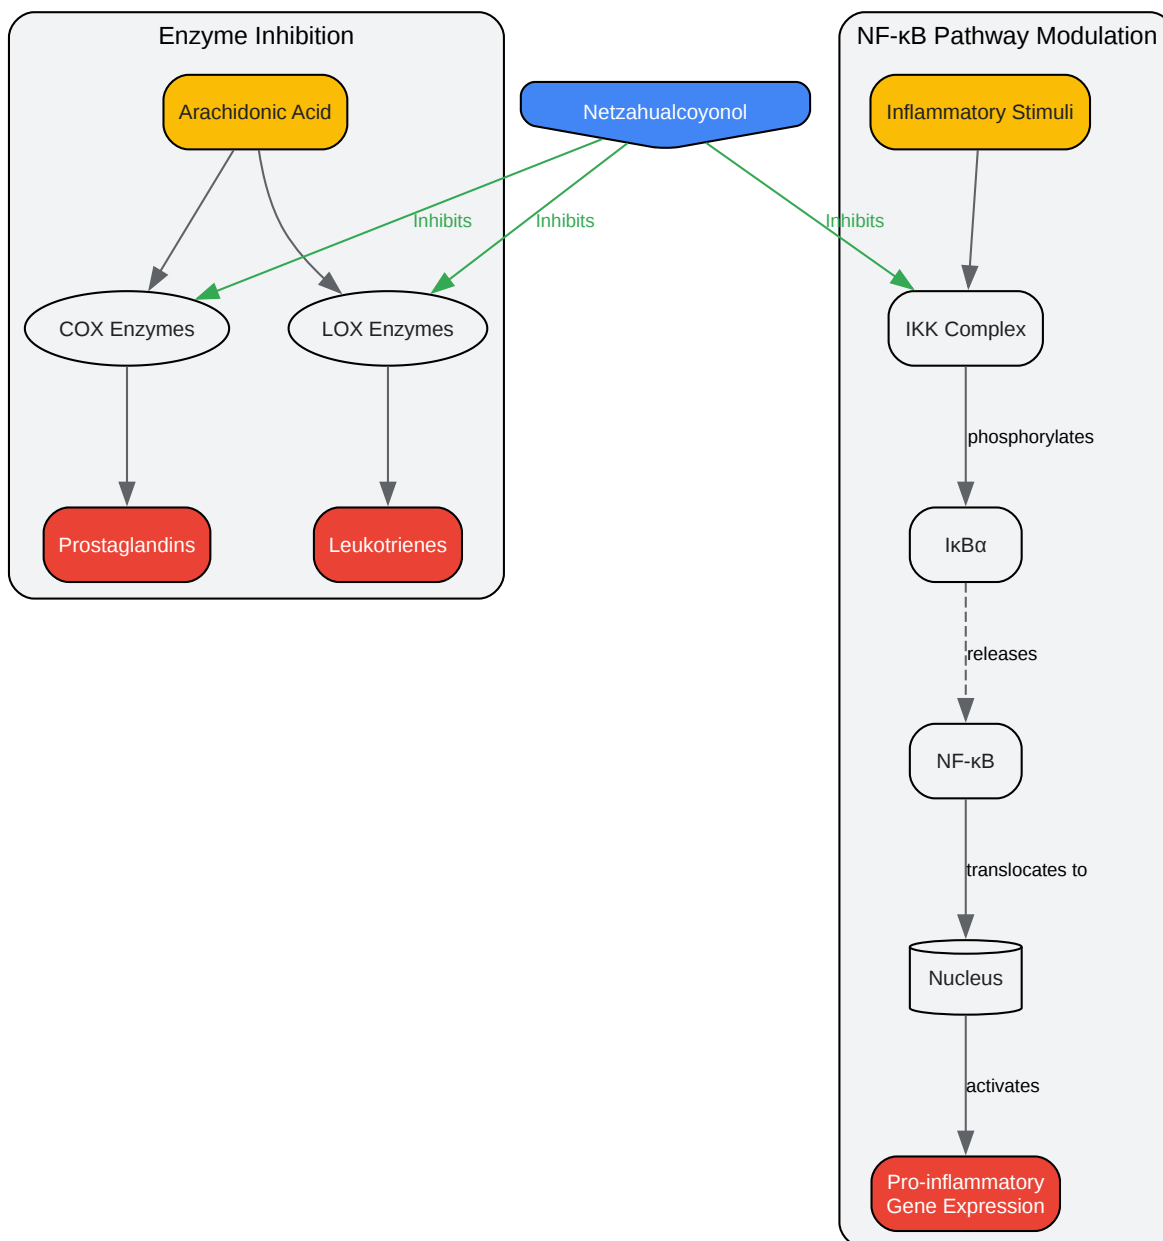 Enzyme Inhibition
Arachidonic Acid
Inhibits
Inhibits
COX Enzymes
LOX Enzymes
Prostaglandins
Leukotrienes
Netzahualcoyonol
NF-κB Pathway Modulation
Inflammatory Stimuli
Inhibits
IKK Complex
phosphorylates
IκBα
releases
NF-κB
translocates to
Nucleus
activates
Pro-inflammatory
Gene Expression